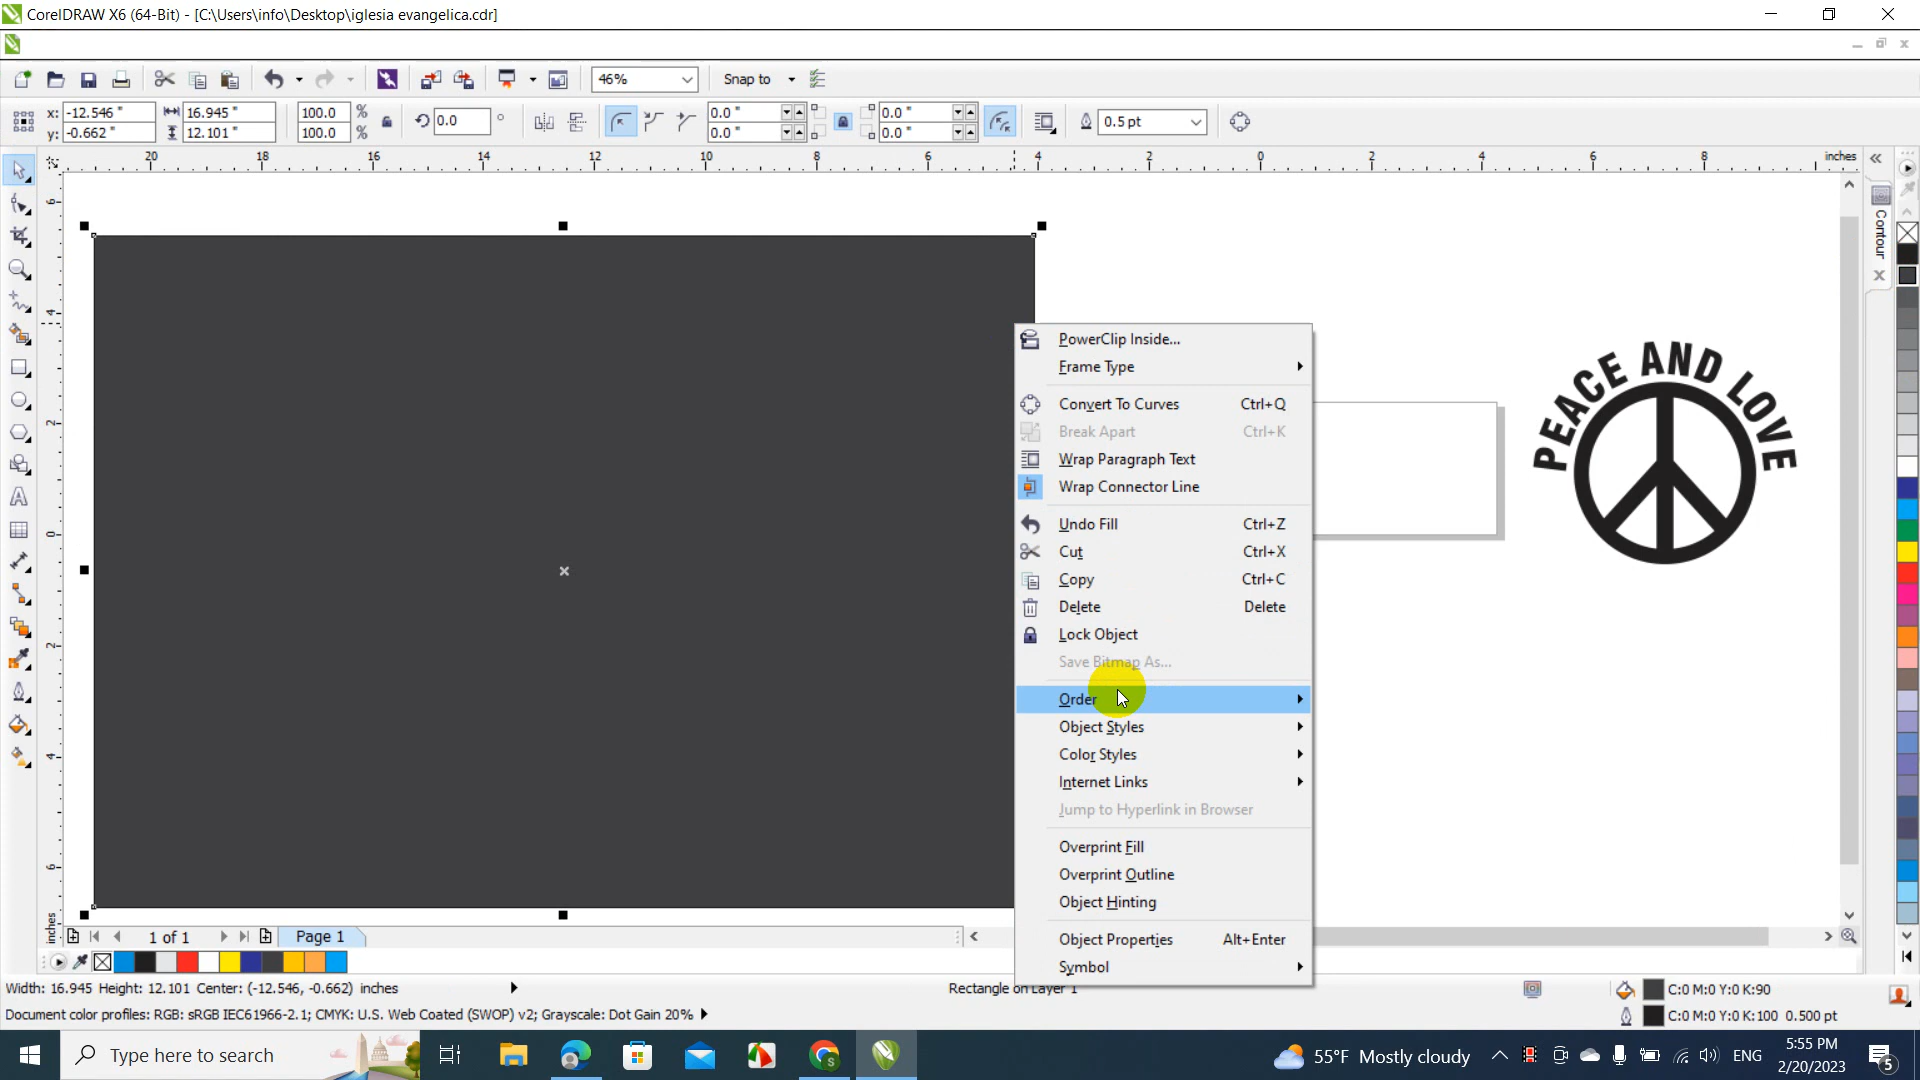 CorelDRAW X6 (64-Bit) - [C:\Users\info\Desktop\iglesia evangelica.cdr]
46%
Snap to
x: -12.546 " 16.945 " 100.0 % 0.0 ° 0.0 " 0.0 " 0.5 pt
y: -0.662 " 12.101 " 100.0 % 0.0 " 0.0 "
20 18 16 14 12 10 8 6 4 2 0 2 4 6 8 inches
6
4
2
0
2
4
6
inches
Contour
PEACE AND LOVE
PowerClip Inside...
Frame Type
Convert To Curves Ctrl+Q
Break Apart Ctrl+K
Wrap Paragraph Text
Wrap Connector Line
Undo Fill Ctrl+Z
Cut Ctrl+X
Copy Ctrl+C
Delete Delete
Lock Object
Save Bitmap As...
Order
Object Styles
Color Styles
Internet Links
Jump to Hyperlink in Browser
Overprint Fill
Overprint Outline
Object Hinting
Object Properties Alt+Enter
Symbol
1 of 1 Page 1
Width: 16.945 Height: 12.101 Center: (-12.546, -0.662) inches
Rectangle on Layer 1
C:0 M:0 Y:0 K:90
Document color profiles: RGB: sRGB IEC61966-2.1; CMYK: U.S. Web Coated (SWOP) v2; Grayscale: Dot Gain 20%
C:0 M:0 Y:0 K:100 0.500 pt
Type here to search
55°F Mostly cloudy
ENG
5:55 PM
2/20/2023
5